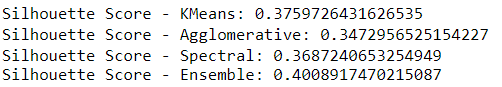 Silhouette Score - KMeans: 0.3759726431626535
Silhouette Score - Agglomerative: 0.3472956525154227
Silhouette Score - Spectral: 0.3687240653254949
Silhouette Score - Ensemble: 0.4008917470215087